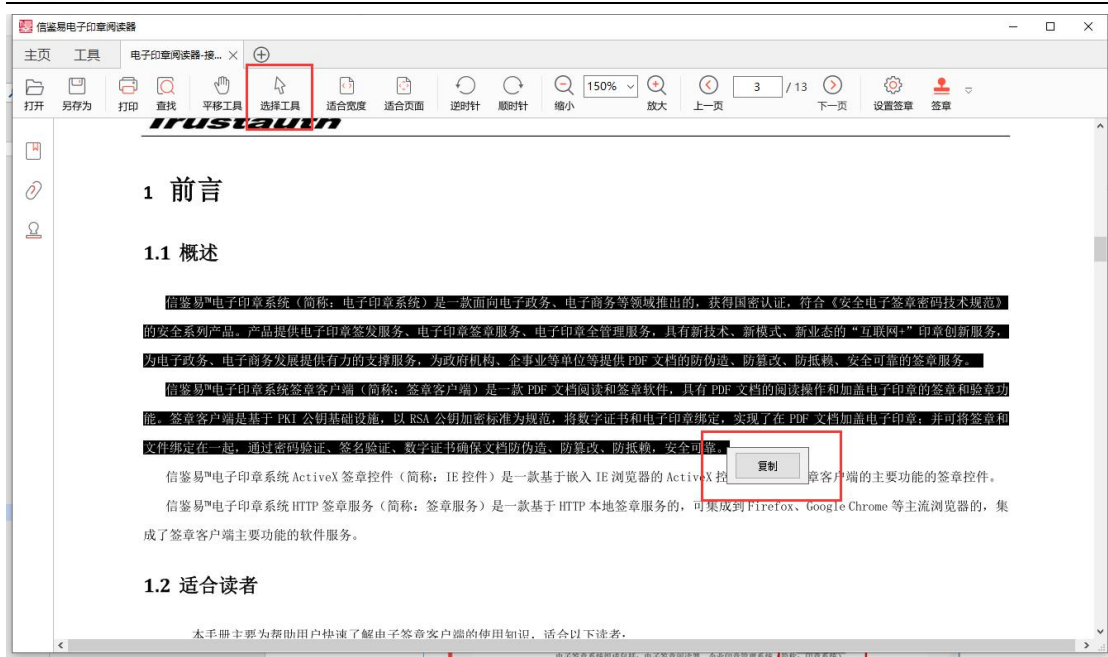 信鉴易电子印章阅读器
主页 工具 电子印章阅读器-接...
打开 另存为 打印 查找 平移工具 选择工具 适合宽度 适合页面 逆时针 顺时针 缩小 150% 放大 上一页 3 / 13 下一页 设置签章 签章
Trustauth
1 前言
1.1 概述
信鉴易™电子印章系统（简称：电子印章系统）是一款面向电子政务、电子商务等领域推出的，获得国密认证，符合《安全电子签章密码技术规范》
的安全系列产品。产品提供电子印章签发服务、电子印章签章服务、电子印章全管理服务，具有新技术、新模式、新业态的“互联网+”印章创新服务，
为电子政务、电子商务发展提供有力的支撑服务，为政府机构、企事业等单位等提供 PDF 文档的防伪造、防篡改、防抵赖、安全可靠的签章服务。
信鉴易™电子印章系统签章客户端（简称：签章客户端）是一款 PDF 文档阅读和签章软件，具有 PDF 文档的阅读操作和加盖电子印章的签章和验章功
能。签章客户端是基于 PKI 公钥基础设施，以 RSA 公钥加密标准为规范，将数字证书和电子印章绑定，实现了在 PDF 文档加盖电子印章；并可将签章和
文件绑定在一起，通过密码验证、签名验证、数字证书确保文档防伪造、防篡改、防抵赖，安全可靠。
复制
信鉴易™电子印章系统 ActiveX 签章控件（简称：IE 控件）是一款基于嵌入 IE 浏览器的 ActiveX 控 章客户端的主要功能的签章控件。
信鉴易™电子印章系统 HTTP 签章服务（简称：签章服务）是一款基于 HTTP 本地签章服务的，可集成到 Firefox、Google Chrome 等主流浏览器的，集
成了签章客户端主要功能的软件服务。
1.2 适合读者
本手册主要为帮助用户快速了解电子签章客户端的使用知识，适合以下读者：